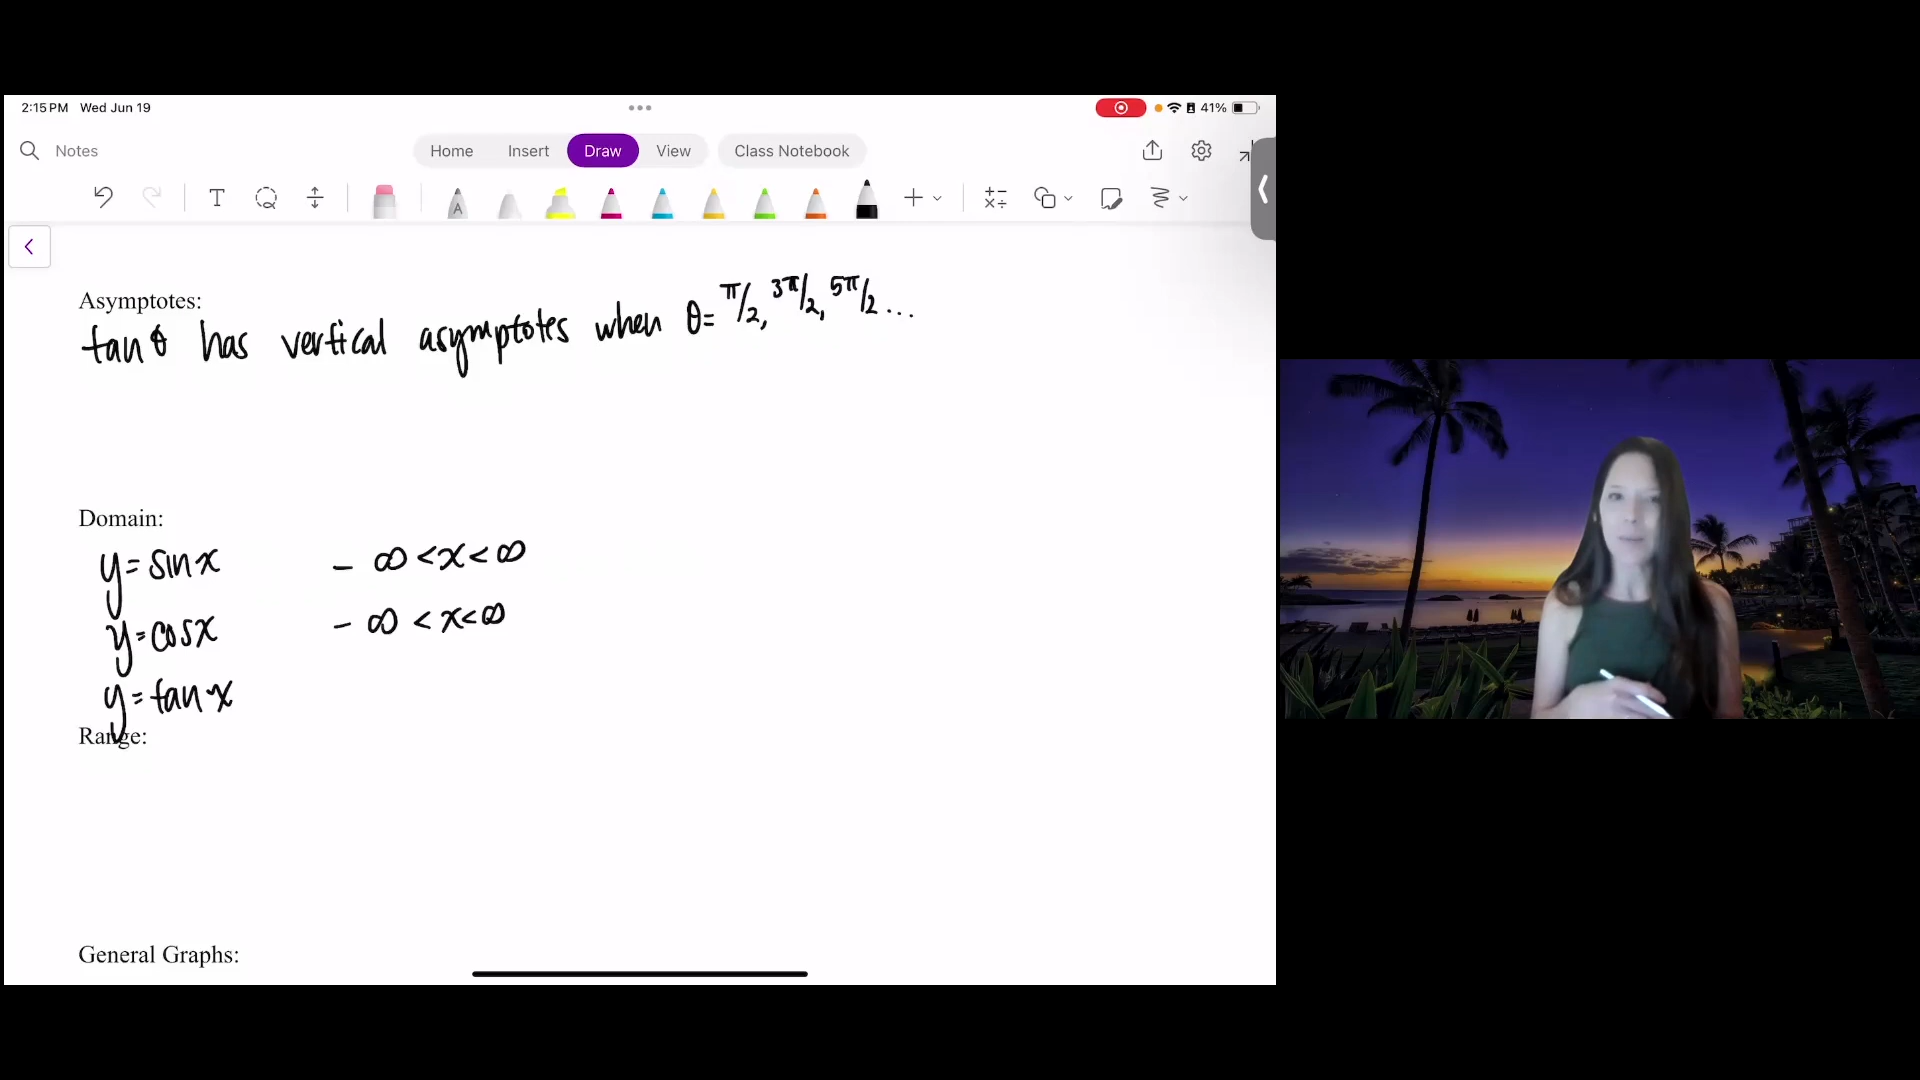 2:15 PM Wed Jun 19
41%
Notes
Home Insert Draw View Class Notebook
T
A
Asymptotes:
tan θ has vertical asymptotes when θ= π/2, 3π/2, 5π/2 ...
Domain:
y= sin x - ∞ < x < ∞
y= cos x - ∞ < x < ∞
y= tan x
Range:
General Graphs: